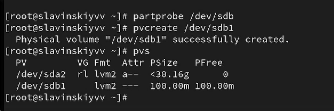 [root@slavinskiyvv ~]# partprobe /dev/sdb
[root@slavinskiyvv ~]# pvcreate /dev/sdb1
  Physical volume "/dev/sdb1" successfully created.
[root@slavinskiyvv ~]# pvs
  PV         VG Fmt  Attr PSize   PFree
  /dev/sda2  rl lvm2 a--  <30.16g      0
  /dev/sdb1     lvm2 ---  100.00m 100.00m
[root@slavinskiyvv ~]#